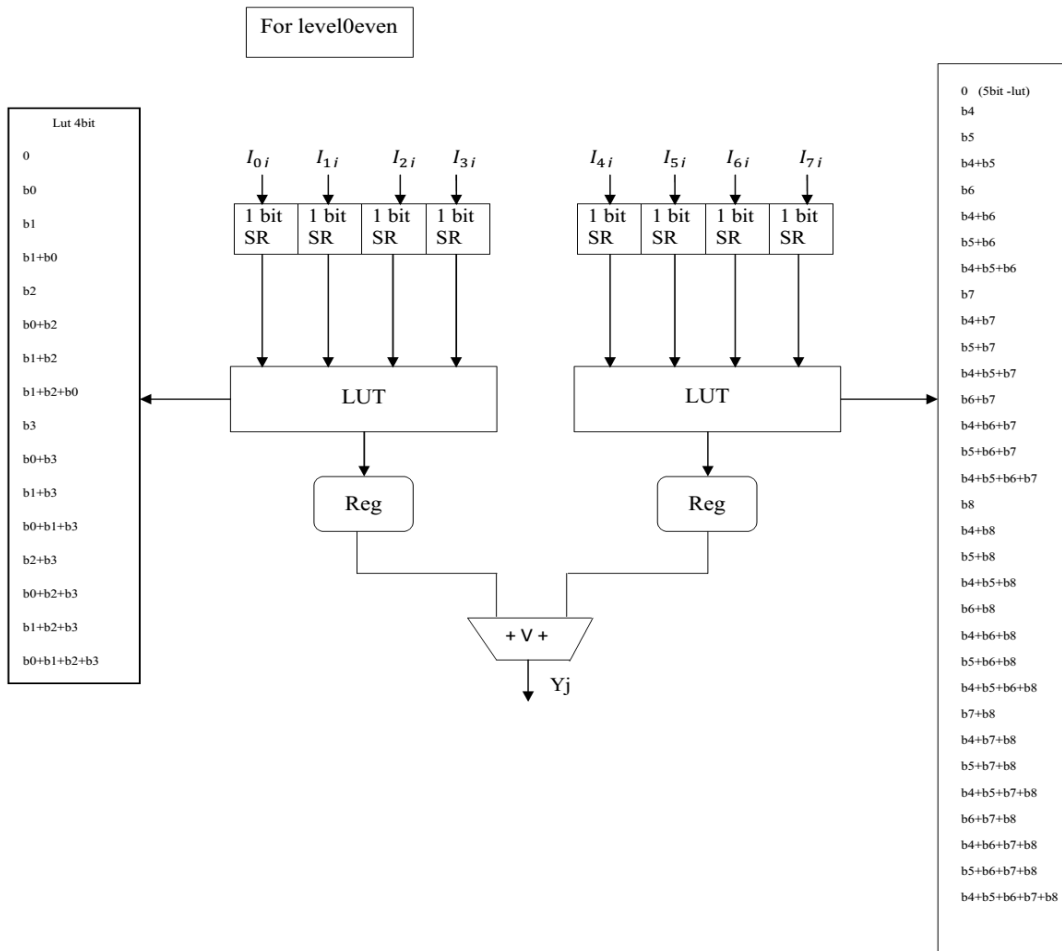 For level0even
Lut 4bit
0
b0
b1
b1+b0
b2
b0+b2
b1+b2
b1+b2+b0
b3
b0+b3
b1+b3
b0+b1+b3
b2+b3
b0+b2+b3
b1+b2+b3
b0+b1+b2+b3
I0 i I1 i I2 i I3 i
1 bit SR
1 bit SR
1 bit SR
1 bit SR
LUT
Reg
I4 i I5 i I6 i I7 i
1 bit SR
1 bit SR
1 bit SR
1 bit SR
LUT
Reg
+ V +
Yj
0 (5bit -lut)
b4
b5
b4+b5
b6
b4+b6
b5+b6
b4+b5+b6
b7
b4+b7
b5+b7
b4+b5+b7
b6+b7
b4+b6+b7
b5+b6+b7
b4+b5+b6+b7
b8
b4+b8
b5+b8
b4+b5+b8
b6+b8
b4+b6+b8
b5+b6+b8
b4+b5+b6+b8
b7+b8
b4+b7+b8
b5+b7+b8
b4+b5+b7+b8
b6+b7+b8
b4+b6+b7+b8
b5+b6+b7+b8
b4+b5+b6+b7+b8